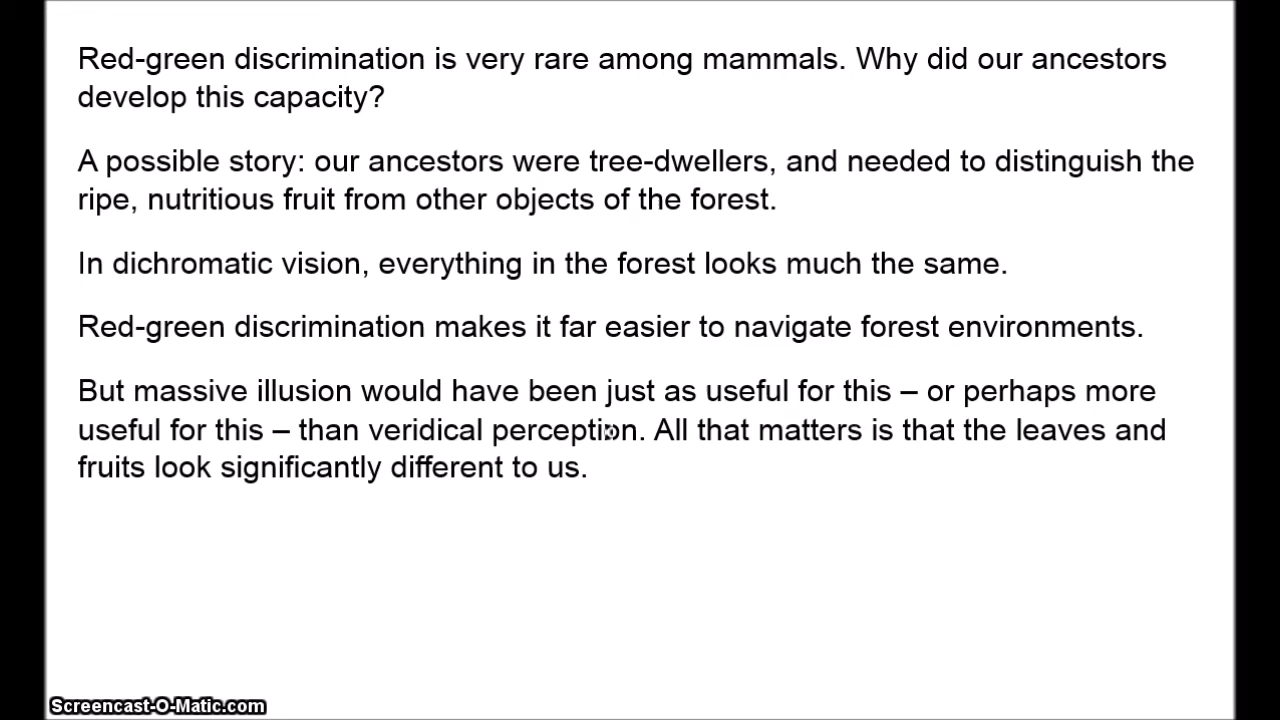 Red-green discrimination is very rare among mammals. Why did our ancestors
develop this capacity?
A possible story: our ancestors were tree-dwellers, and needed to distinguish the
ripe, nutritious fruit from other objects of the forest.
In dichromatic vision, everything in the forest looks much the same.
Red-green discrimination makes it far easier to navigate forest environments.
But massive illusion would have been just as useful for this – or perhaps more
useful for this – than veridical perception. All that matters is that the leaves and
fruits look significantly different to us.
Screencast-O-Matic.com